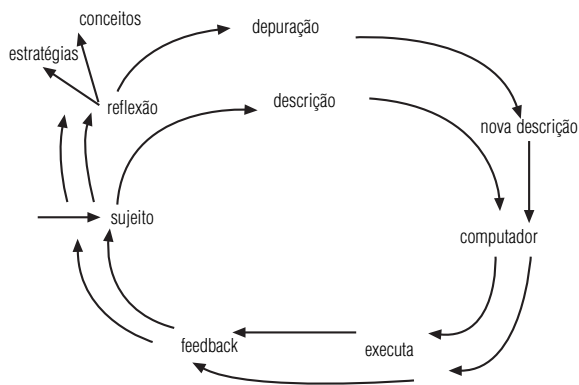 conceitos
estratégias
depuração
reflexão
descrição
nova descrição
sujeito
computador
feedback
executa